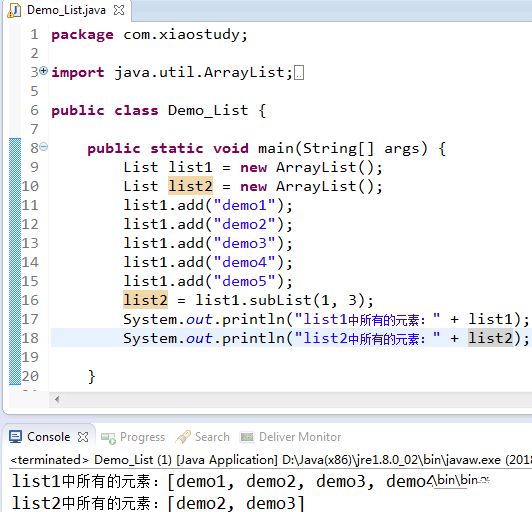 Demo_List.java
1 package com.xiaostudy;
2
3 import java.util.ArrayList;
5
6 public class Demo_List {
7
8 public static void main(String[] args) {
9 List list1 = new ArrayList();
10 List list2 = new ArrayList();
11 list1.add("demo1");
12 list1.add("demo2");
13 list1.add("demo3");
14 list1.add("demo4");
15 list1.add("demo5");
16 list2 = list1.subList(1, 3);
17 System.out.println("list1中所有的元素：" + list1);
18 System.out.println("list2中所有的元素：" + list2);
19
20 }
Console Progress Search Deliver Monitor
<terminated> Demo_List (1) [Java Application] D:\Java(x86)\jre1.8.0_02\bin\javaw.exe (2018
list1中所有的元素：[demo1, demo2, demo3, \bin\bin
list2中所有的元素：[demo2, demo3]